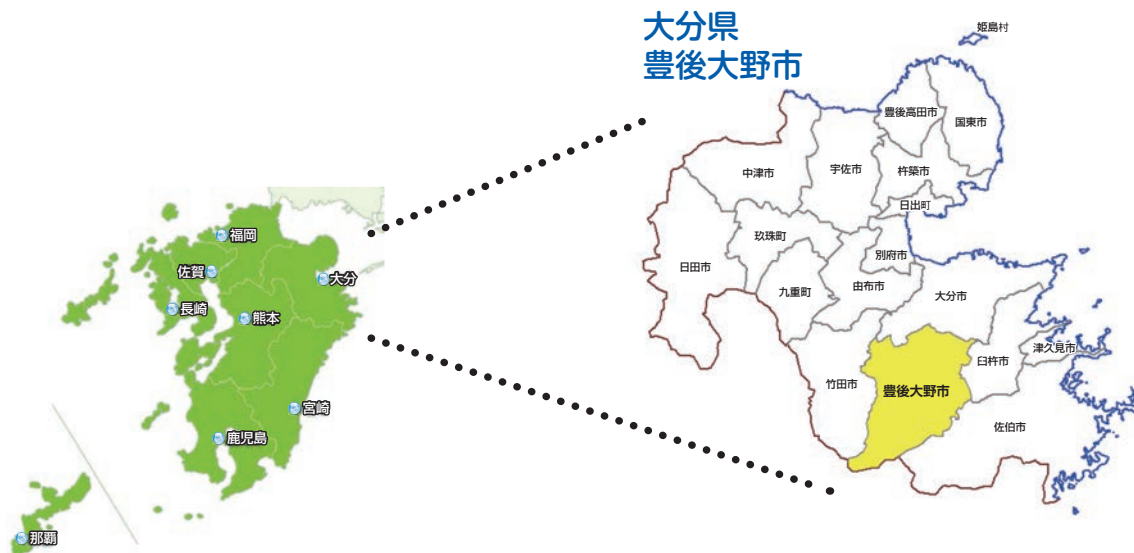 大分県
豊後大野市
姫島村
豊後高田市
国東市
中津市
宇佐市
杵築市
日出町
玖珠町
日田市
別府市
九重町
由布市
大分市
津久見市
臼杵市
竹田市
豊後大野市
佐伯市
福岡
佐賀
大分
長崎
熊本
宮崎
鹿児島
那覇